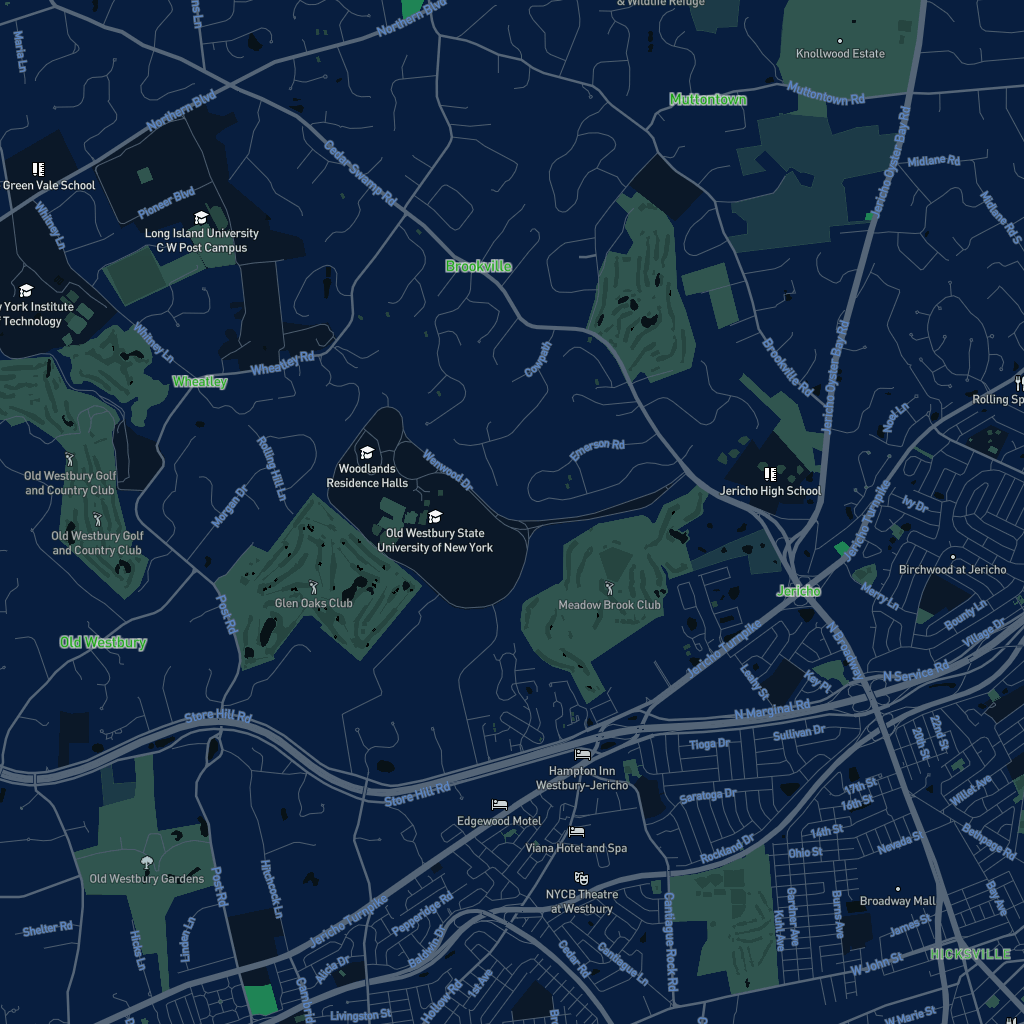 & Wildlife Refuge
Northern Blvd
Maria Ln
ns Ln
Knollwood Estate
Muttontown
Muttontown Rd
Northern Blvd
Jericho Oyster Bay Rd
Midlane Rd
Midlane Rd S
Cedar Swamp Rd
Green Vale School
Pioneer Blvd
Whitney Ln
Long Island University
C W Post Campus
Brookville
York Institute
Technology
Whitney Ln
Wheatley Rd
Wheatley
Cowpath
Brookville Rd
Jericho Oyster Bay Rd
Rolling Sp
Noel Ln
Emerson Rd
Rolling Hill Ln
Woodlands
Residence Halls
Wenwood Dr
Old Westbury Golf
and Country Club
Morgan Dr
Jericho High School
Jericho Turnpike
Ivy Dr
Old Westbury Golf
and Country Club
Old Westbury State
University of New York
Birchwood at Jericho
Glen Oaks Club
Meadow Brook Club
Jericho
Merry Ln
Post Rd
Old Westbury
Bounty Ln
Village Dr
N Broadway
Jericho Turnpike
Leahy St
Key Pl
N Service Rd
Store Hill Rd
N Marginal Rd
Tioga Dr
Sullivan Dr
20th St
22nd St
Hampton Inn
Westbury-Jericho
Store Hill Rd
Saratoga Dr
17th St
16th St
Willet Ave
Edgewood Motel
Viana Hotel and Spa
14th St
Rockland Dr
Ohio St
Nevada St
Bethpage Rd
Old Westbury Gardens
Post Rd
Hitchcock Ln
NYCB Theatre
at Westbury
Broadway Mall
Bay Ave
Pepperidge Rd
Jericho Turnpike
Shelter Rd
Hicks Ln
Linden Ln
Baldwin Dr
Cedar Rd
Cantiague Ln
Cantiague Rock Rd
Kuhl Ave
Gardner Ave
Burns Ave
James St
HICKSVILLE
W John St
Alicia Dr
1st Ave
Hollow Rd
Livingston St
W Marie St